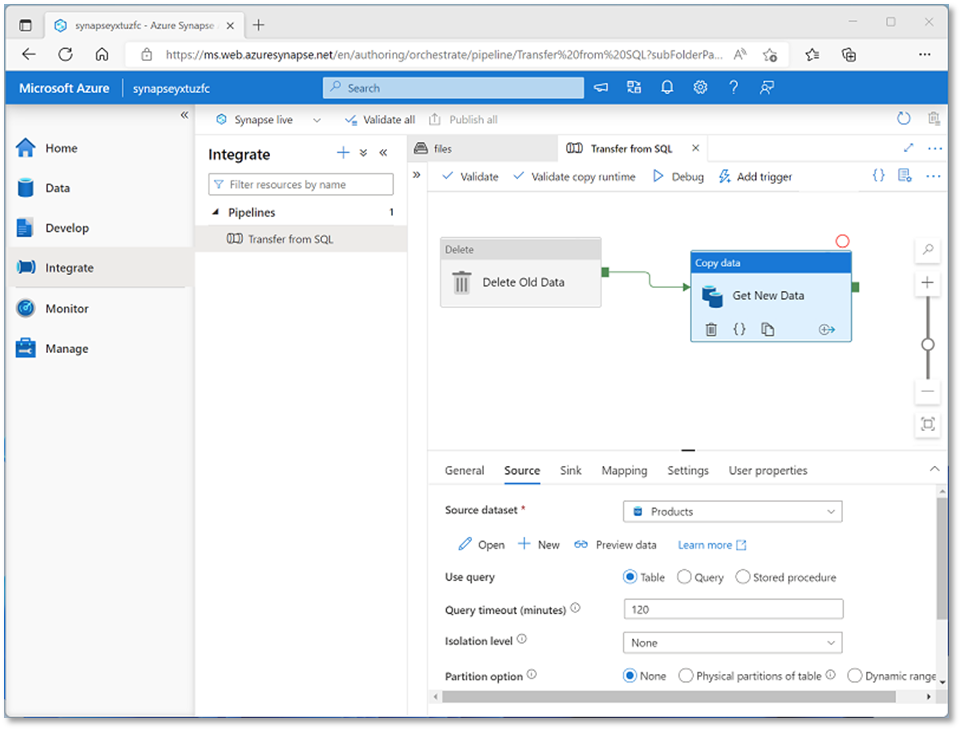 synapseyxtuzfc - Azure Synapse
https://ms.web.azuresynapse.net/en/authoring/orchestrate/pipeline/Transfer%20from%20SQL?subFolderPa...
Microsoft Azure
synapseyxtuzfc
Search
Synapse live
Validate all
Publish all
Home
Data
Develop
Integrate
Monitor
Manage
Integrate
Filter resources by name
Pipelines 1
Transfer from SQL
files
Transfer from SQL
Validate
Validate copy runtime
Debug
Add trigger
Delete
Delete Old Data
Copy data
Get New Data
General Source Sink Mapping Settings User properties
Source dataset * Products
Open New Preview data Learn more
Use query Table Query Stored procedure
Query timeout (minutes) 120
Isolation level None
Partition option None Physical partitions of table Dynamic range